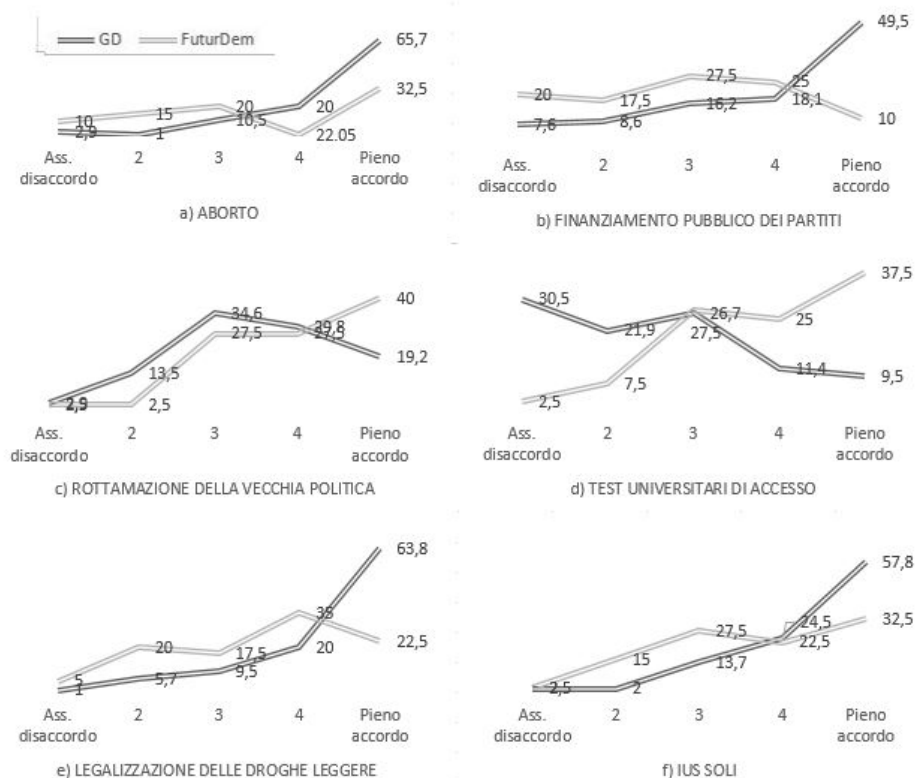 GD FuturDem
65,7
32,5
10 15 20 20
2,9 1 10,5 22.05
Ass. disaccordo 2 3 4 Pieno accordo
a) ABORTO
49,5
20 17,5 27,5 25
7,6 8,6 16,2 18,1 10
Ass. disaccordo 2 3 4 Pieno accordo
b) FINANZIAMENTO PUBBLICO DEI PARTITI
40
34,6 29,8
27,5 27,5 19,2
13,5
2,9 2,5
2,5
Ass. disaccordo 2 3 4 Pieno accordo
c) ROTTAMAZIONE DELLA VECCHIA POLITICA
37,5
30,5 21,9 26,7 25
27,5 11,4 9,5
2,5 7,5
Ass. disaccordo 2 3 4 Pieno accordo
d) TEST UNIVERSITARI DI ACCESSO
63,8
35
5 20 17,5 20 22,5
1 5,7 9,5
Ass. disaccordo 2 3 4 Pieno accordo
e) LEGALIZZAZIONE DELLE DROGHE LEGGERE
57,8
27,5 24,5 32,5
15 13,7 22,5
2,5 2
Ass. disaccordo 2 3 4 Pieno accordo
f) IUS SOLI